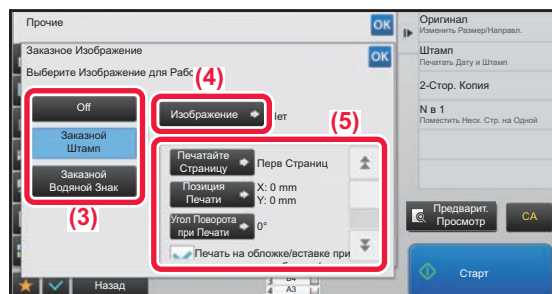 Прочие
OK
Заказное Изображение
OK
Выберите Изображение для Рабо
(4)
Off
Заказной
Штамп
Заказной
Водяной Знак
(3)
Изображение
Нет
(5)
Печатайте
Страницу
Перв Страниц
Позиция
Печати
X: 0 mm
Y: 0 mm
Угол Поворота
при Печати
0°
Печать на обложке/вставке при
Назад
B4
A3
Оригинал
Изменить Размер/Направл.
Штамп
Печатать Дату и Штамп
2-Стор. Копия
N в 1
Поместить Неск. Стр. на Одной
Предварит.
Просмотр
CA
Старт